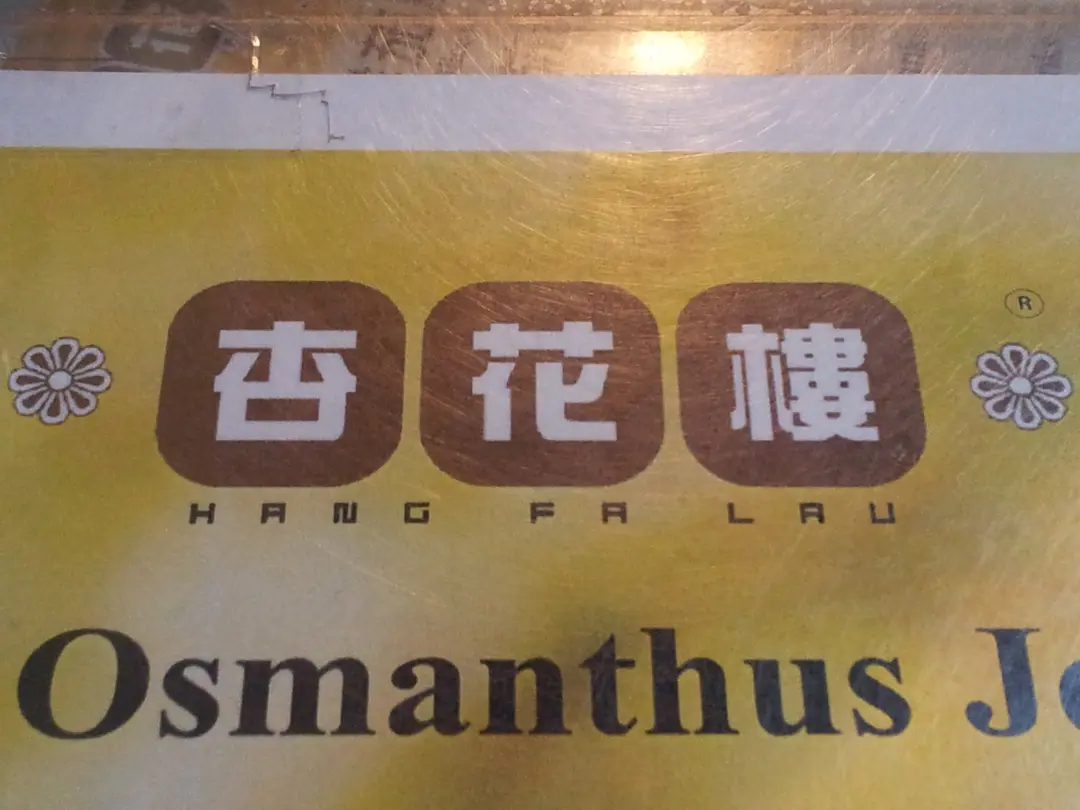 杏花樓
®
HANG FA LAU
Osmanthus